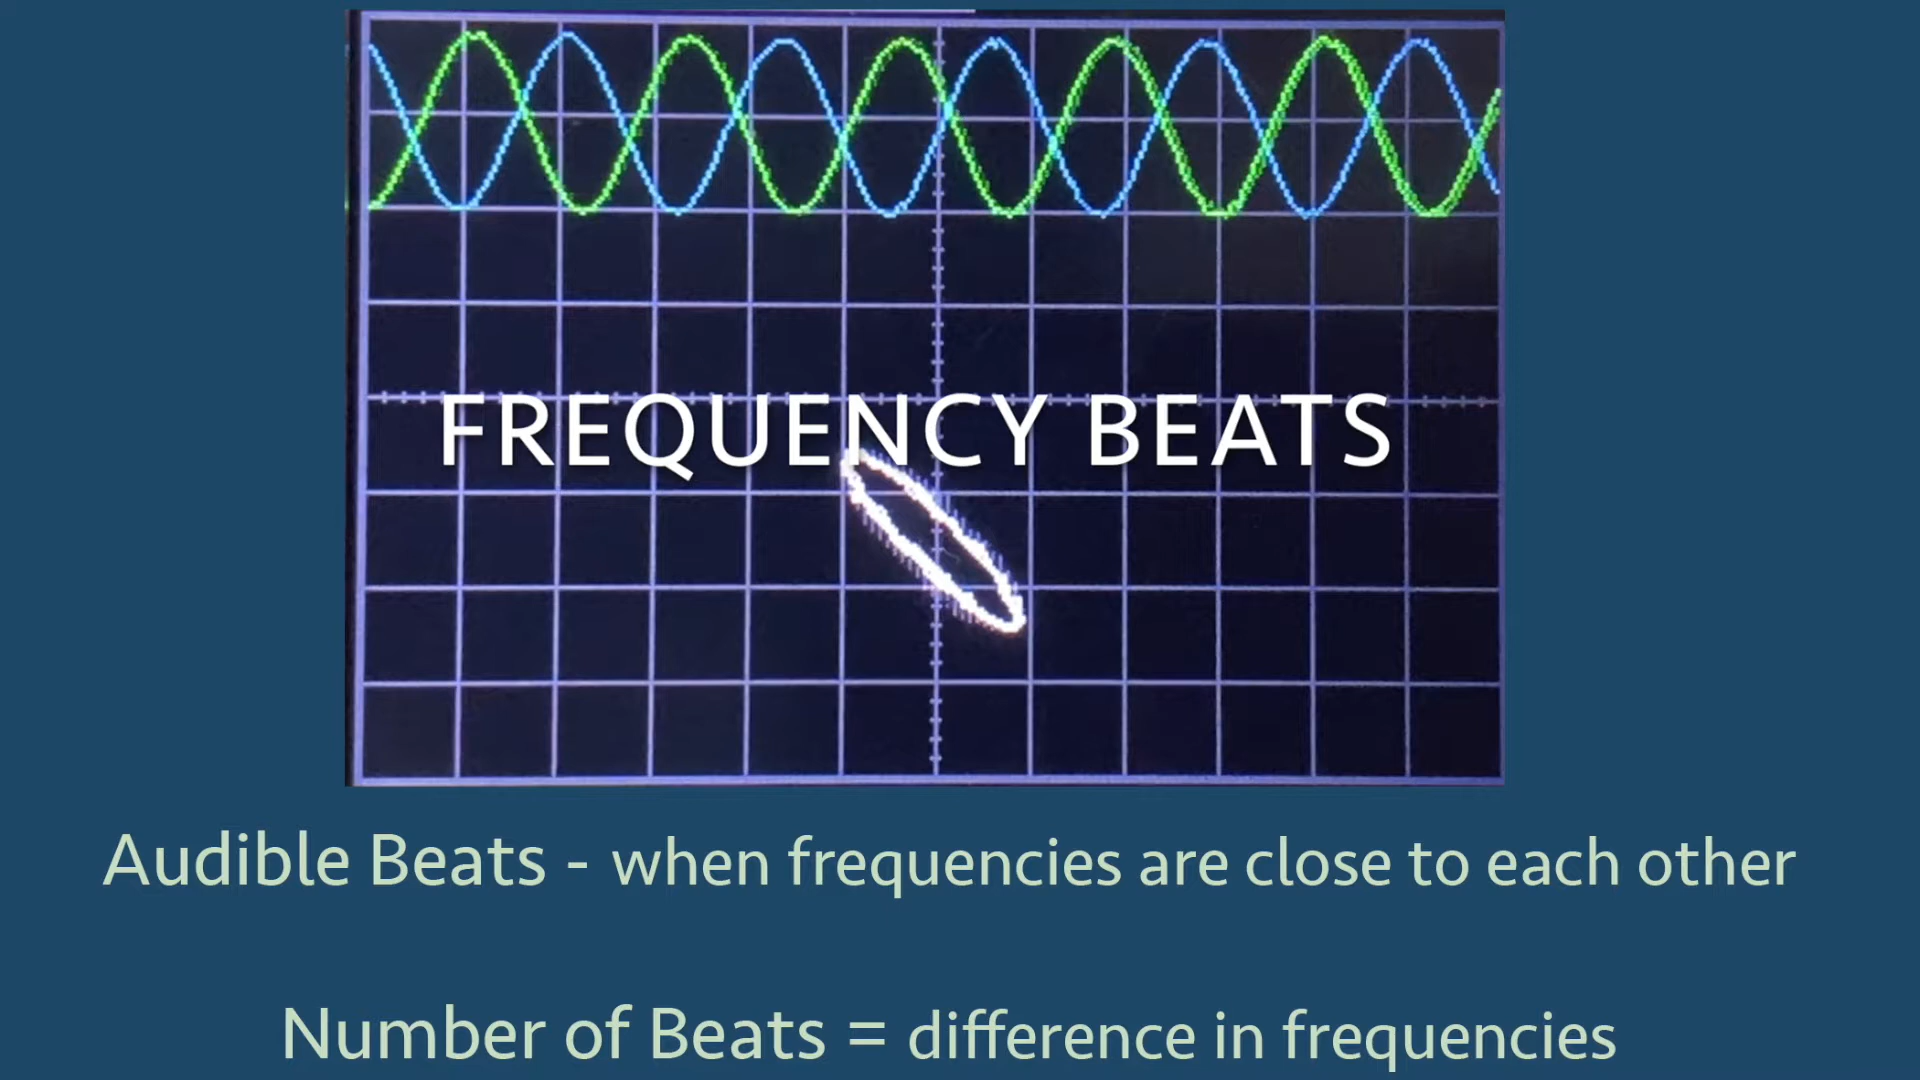 FREQUENCY BEATS
Audible Beats - when frequencies are close to each other
Number of Beats = difference in frequencies